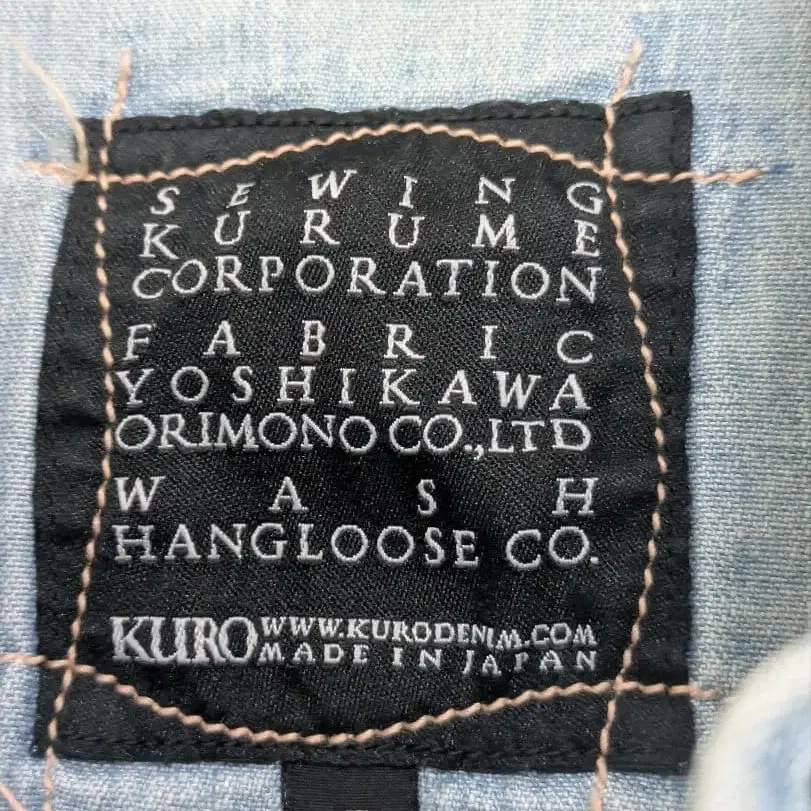 SEWING
KURUME
CORPORATION
FABRIC
YOSHIKAWA
ORIMONO CO.,LTD
WASH
HANGLOOSE CO.
KURO WWW.KURODENIM.COM
MADE IN JAPAN